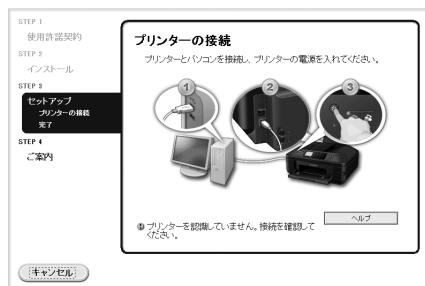 STEP 1
使用許諾契約
STEP 2
インストール
STEP 3
セットアップ
プリンターの接続
完了
STEP 4
ご案内
プリンターの接続
プリンターとパソコンを接続し、プリンターの電源を入れてください。
1
2
3
プリンターを認識していません。接続を確認して
ください。
ヘルプ
キャンセル